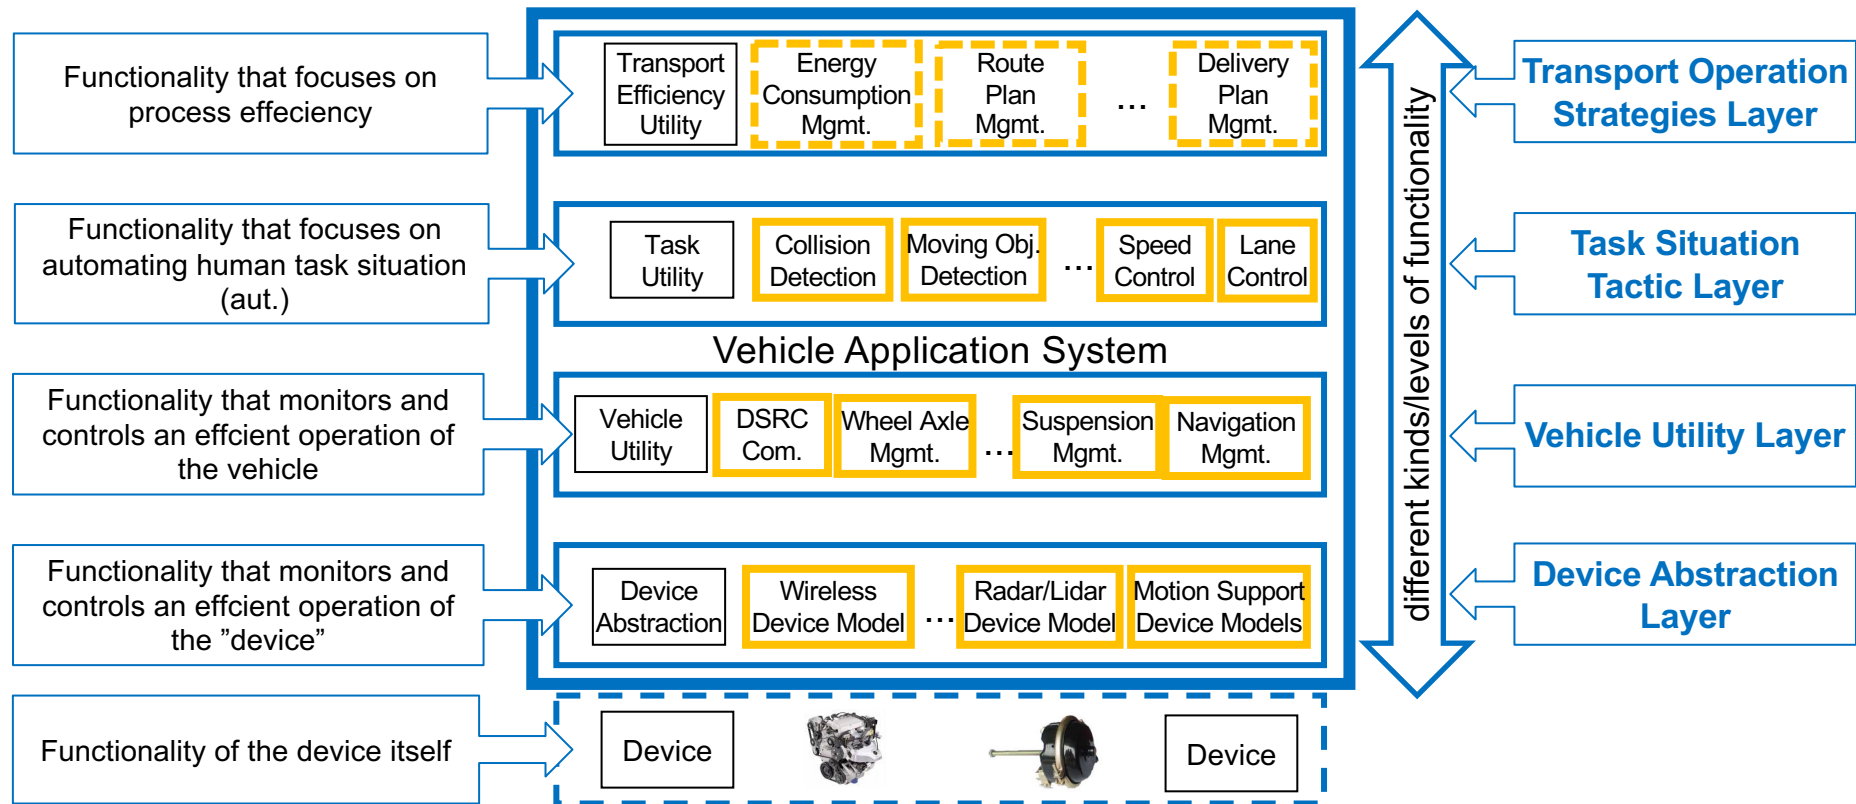 Functionality that focuses on
process effeciency
Transport
Efficiency
Utility
Energy
Consumption
Mgmt.
Route
Plan
Mgmt.
...
Delivery
Plan
Mgmt.
Transport Operation
Strategies Layer
Functionality that focuses on
automating human task situation
(aut.)
Task
Utility
Collision
Detection
Moving Obj.
Detection
...
Speed
Control
Lane
Control
Task Situation
Tactic Layer
different kinds/levels of functionality
Vehicle Application System
Functionality that monitors and
controls an effcient operation of
the vehicle
Vehicle
Utility
DSRC
Com.
Wheel Axle
Mgmt.
...
Suspension
Mgmt.
Navigation
Mgmt.
Vehicle Utility Layer
Functionality that monitors and
controls an effcient operation of
the ”device”
Device
Abstraction
Wireless
Device Model
...
Radar/Lidar
Device Model
Motion Support
Device Models
Device Abstraction
Layer
Functionality of the device itself
Device
Device